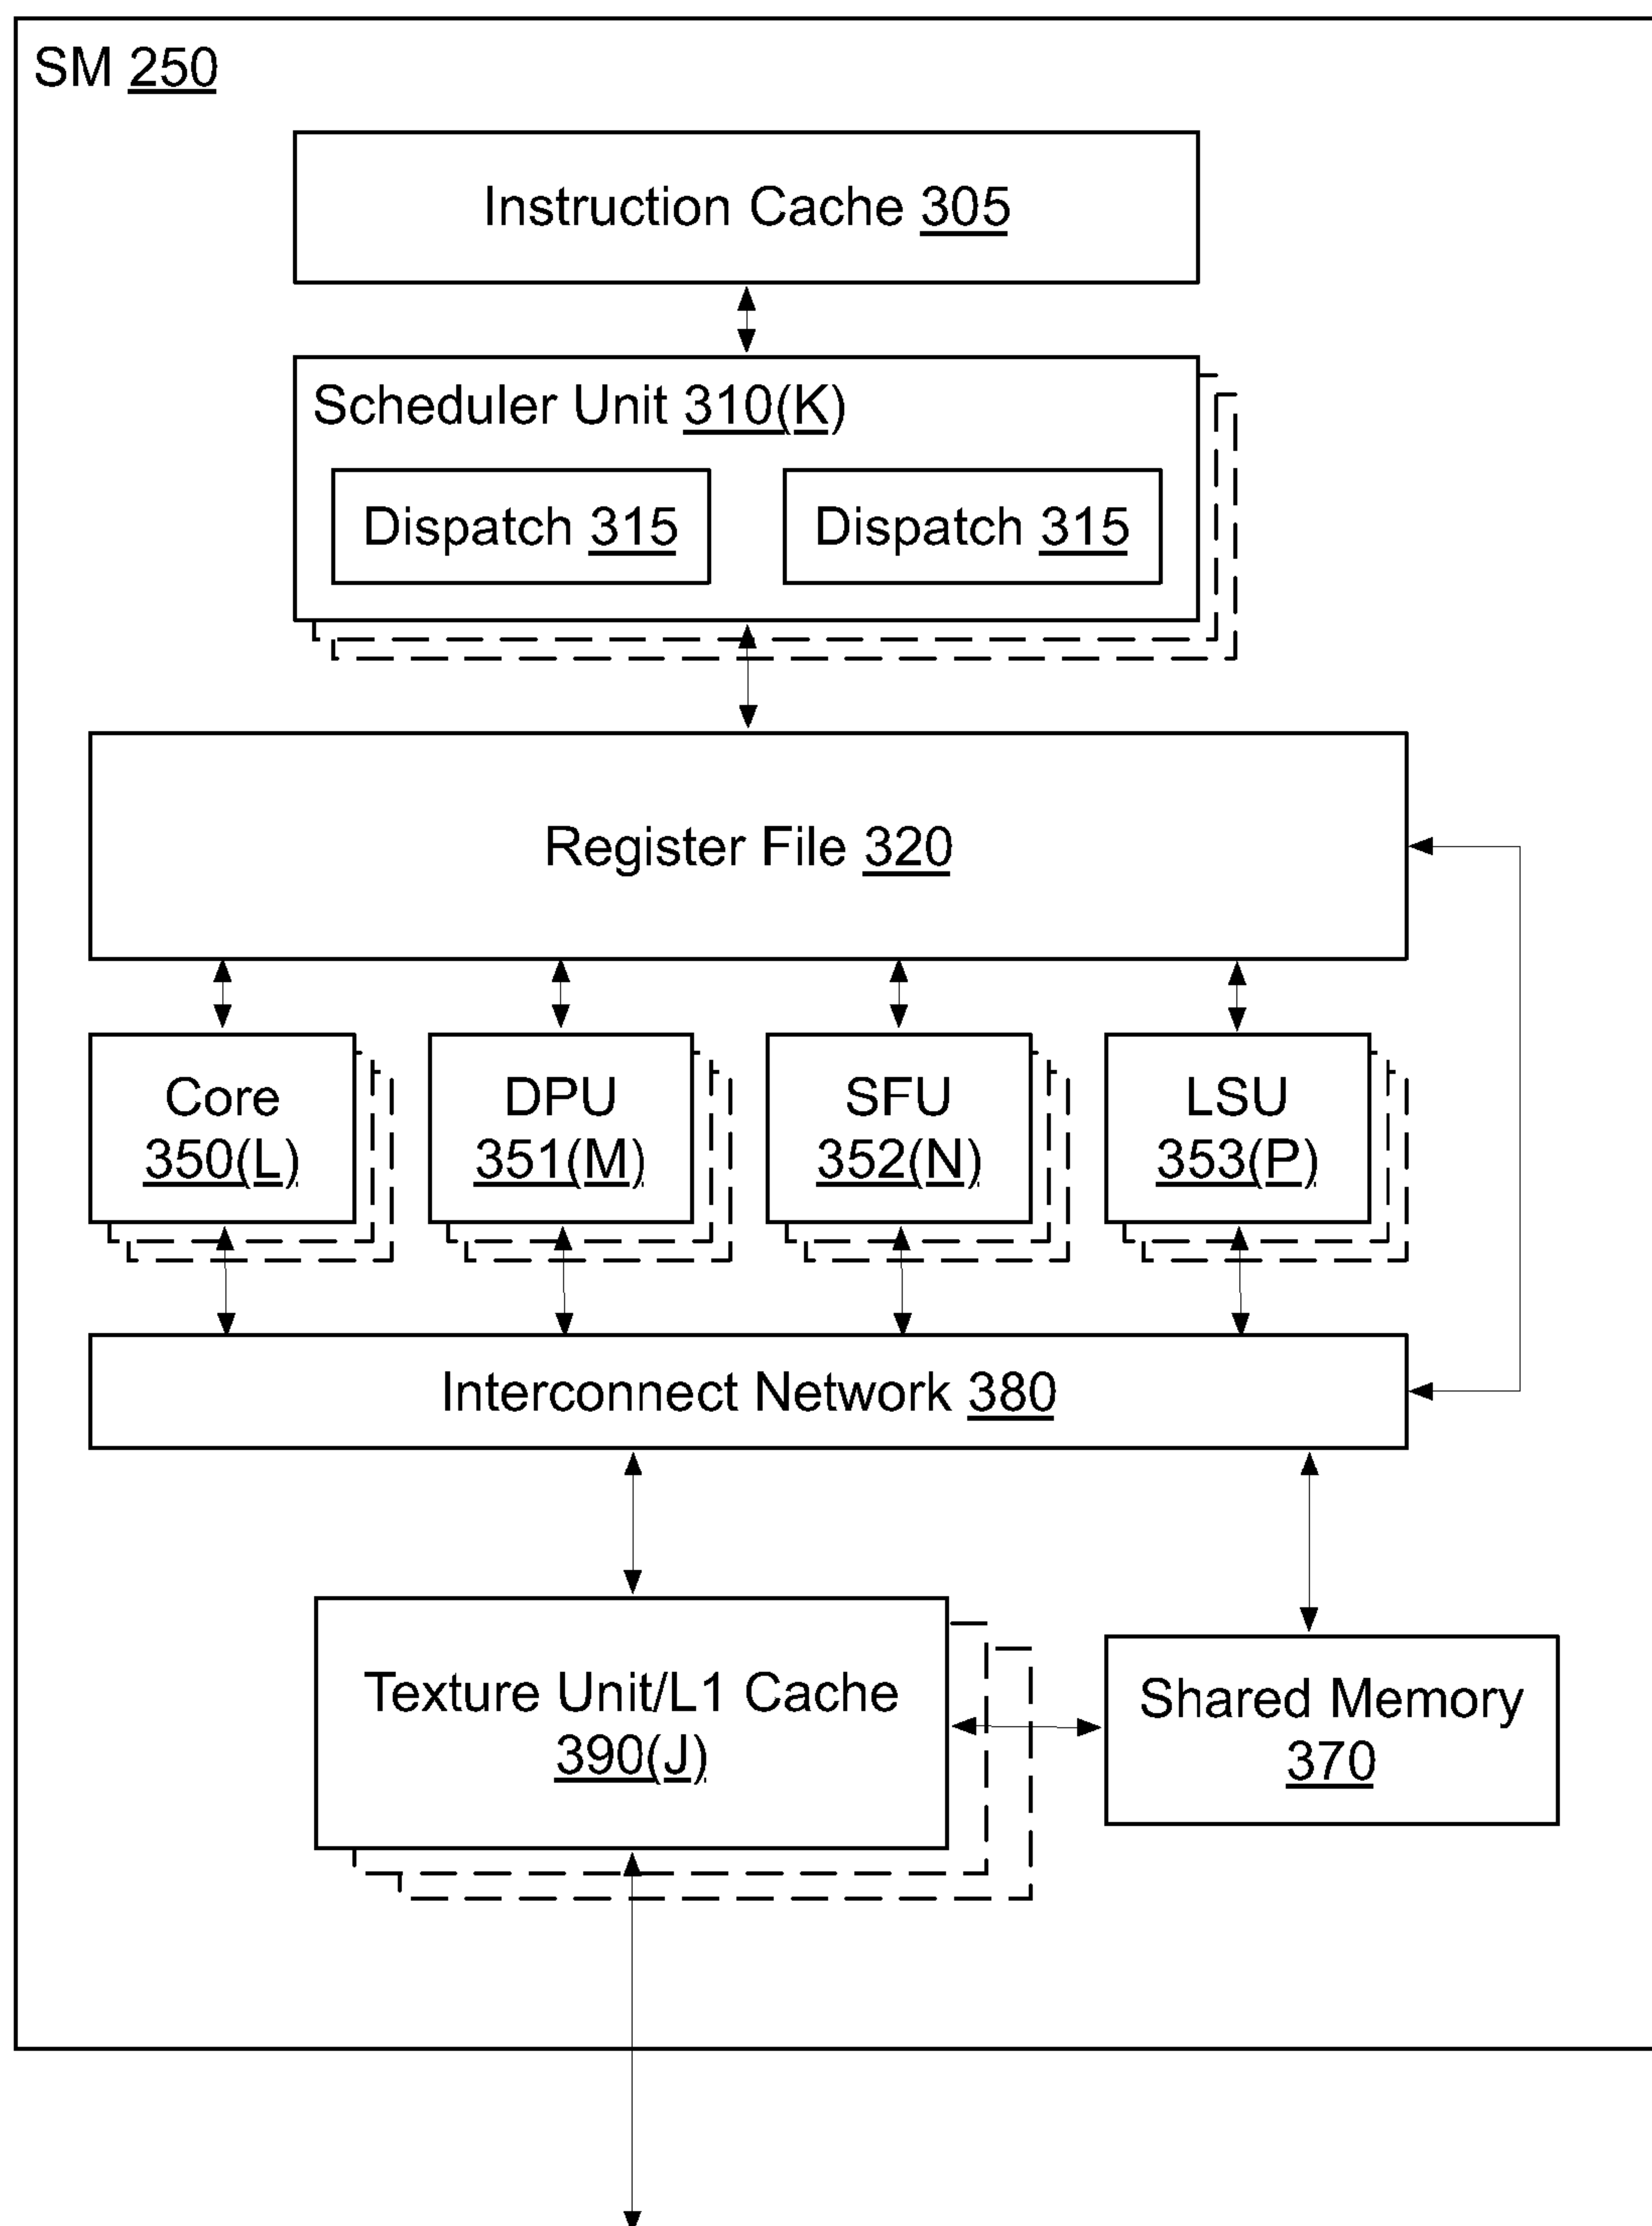 SM 250
Instruction Cache 305
Scheduler Unit 310(K)
Dispatch 315
Dispatch 315
Register File 320
Core
350(L)
DPU
351(M)
SFU
352(N)
LSU
353(P)
Interconnect Network 380
Texture Unit/L1 Cache
390(J)
Shared Memory
370